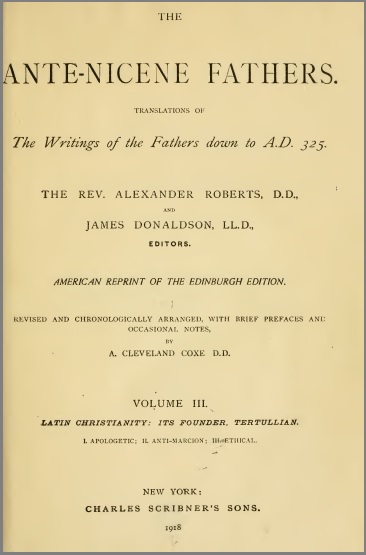 THE
ANTE-NICENE FATHERS.
TRANSLATIONS OF
The Writings of the Fathers down to A.D. 325.
THE REV. ALEXANDER ROBERTS, D.D.,
AND
JAMES DONALDSON, LL.D.,
EDITORS.
AMERICAN REPRINT OF THE EDINBURGH EDITION.
REVISED AND CHRONOLOGICALLY ARRANGED, WITH BRIEF PREFACES AND
OCCASIONAL NOTES,
BY
A. CLEVELAND COXE D.D.
VOLUME III.
LATIN CHRISTIANITY: ITS FOUNDER, TERTULLIAN.
I. APOLOGETIC; II. ANTI-MARCION; III. ETHICAL.
NEW YORK:
CHARLES SCRIBNER'S SONS.
1918